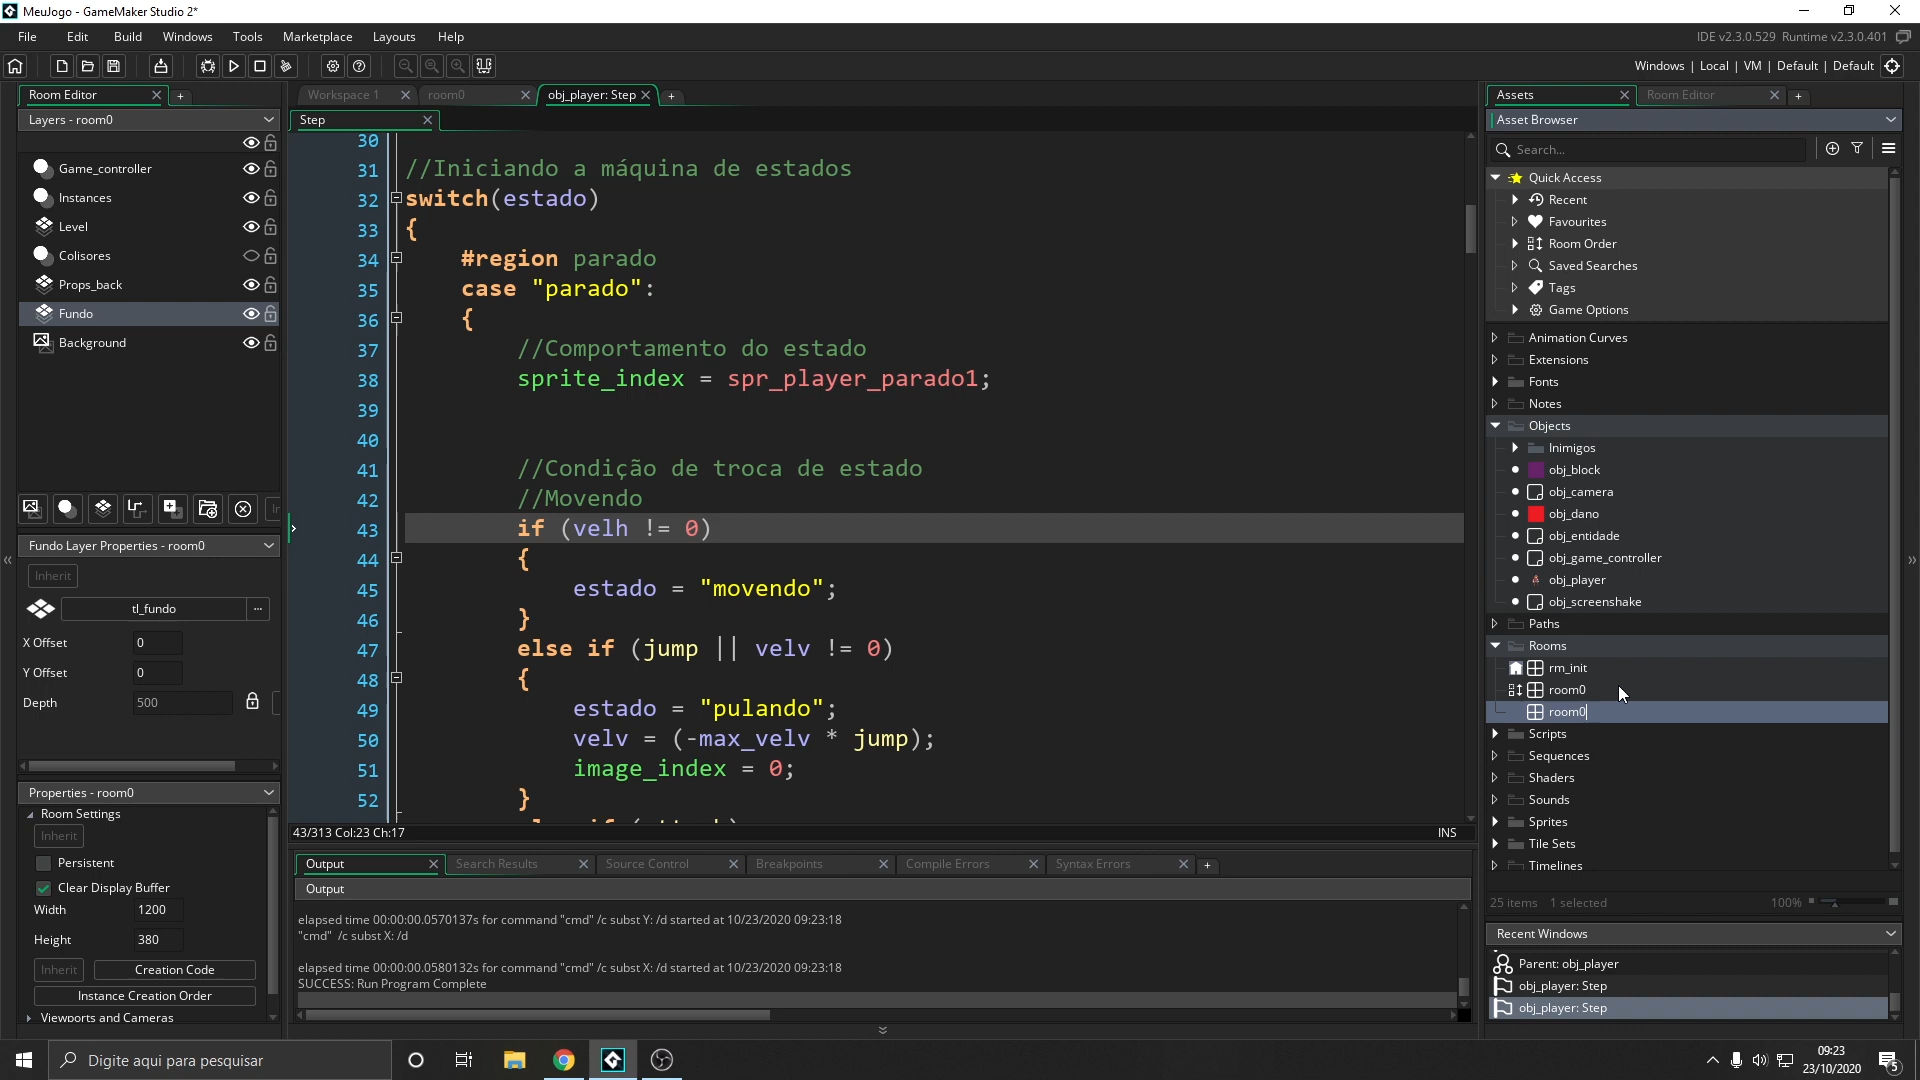 MeuJogo - GameMaker Studio 2*
File Edit Build Windows Tools Marketplace Layouts Help
IDE v2.3.0.529 Runtime v2.3.0.401
Windows | Local | VM | Default | Default
Room Editor
Layers - room0
Game_controller
Instances
Level
Colisores
Props_back
Fundo
Background
Fundo Layer Properties - room0
Inherit
tl_fundo ...
X Offset 0
Y Offset 0
Depth 500
Properties - room0
Room Settings
Inherit
Persistent
Clear Display Buffer
Width 1200
Height 380
Inherit Creation Code
Instance Creation Order
Viewports and Cameras
Workspace 1 room0 obj_player: Step
Step
30
31 //Iniciando a máquina de estados
32 switch(estado)
33 {
34 #region parado
35 case "parado":
36 {
37 //Comportamento do estado
38 sprite_index = spr_player_parado1;
39
40
41 //Condição de troca de estado
42 //Movendo
43 if (velh != 0)
44 {
45 estado = "movendo";
46 }
47 else if (jump || velv != 0)
48 {
49 estado = "pulando";
50 velv = (-max_velv * jump);
51 image_index = 0;
52 }
43/313 Col:23 Ch:17 INS
Output Search Results Source Control Breakpoints Compile Errors Syntax Errors
Output
elapsed time 00:00:00.0570137s for command "cmd" /c subst Y: /d started at 10/23/2020 09:23:18
"cmd" /c subst X: /d
elapsed time 00:00:00.0580132s for command "cmd" /c subst X: /d started at 10/23/2020 09:23:18
SUCCESS: Run Program Complete
Assets Room Editor
Asset Browser
Search...
Quick Access
Recent
Favourites
Room Order
Saved Searches
Tags
Game Options
Animation Curves
Extensions
Fonts
Notes
Objects
Inimigos
obj_block
obj_camera
obj_dano
obj_entidade
obj_game_controller
obj_player
obj_screenshake
Paths
Rooms
rm_init
room0
room0
Scripts
Sequences
Shaders
Sounds
Sprites
Tile Sets
Timelines
25 items 1 selected 100%
Recent Windows
Parent: obj_player
obj_player: Step
obj_player: Step
Digite aqui para pesquisar
09:23
23/10/2020
5